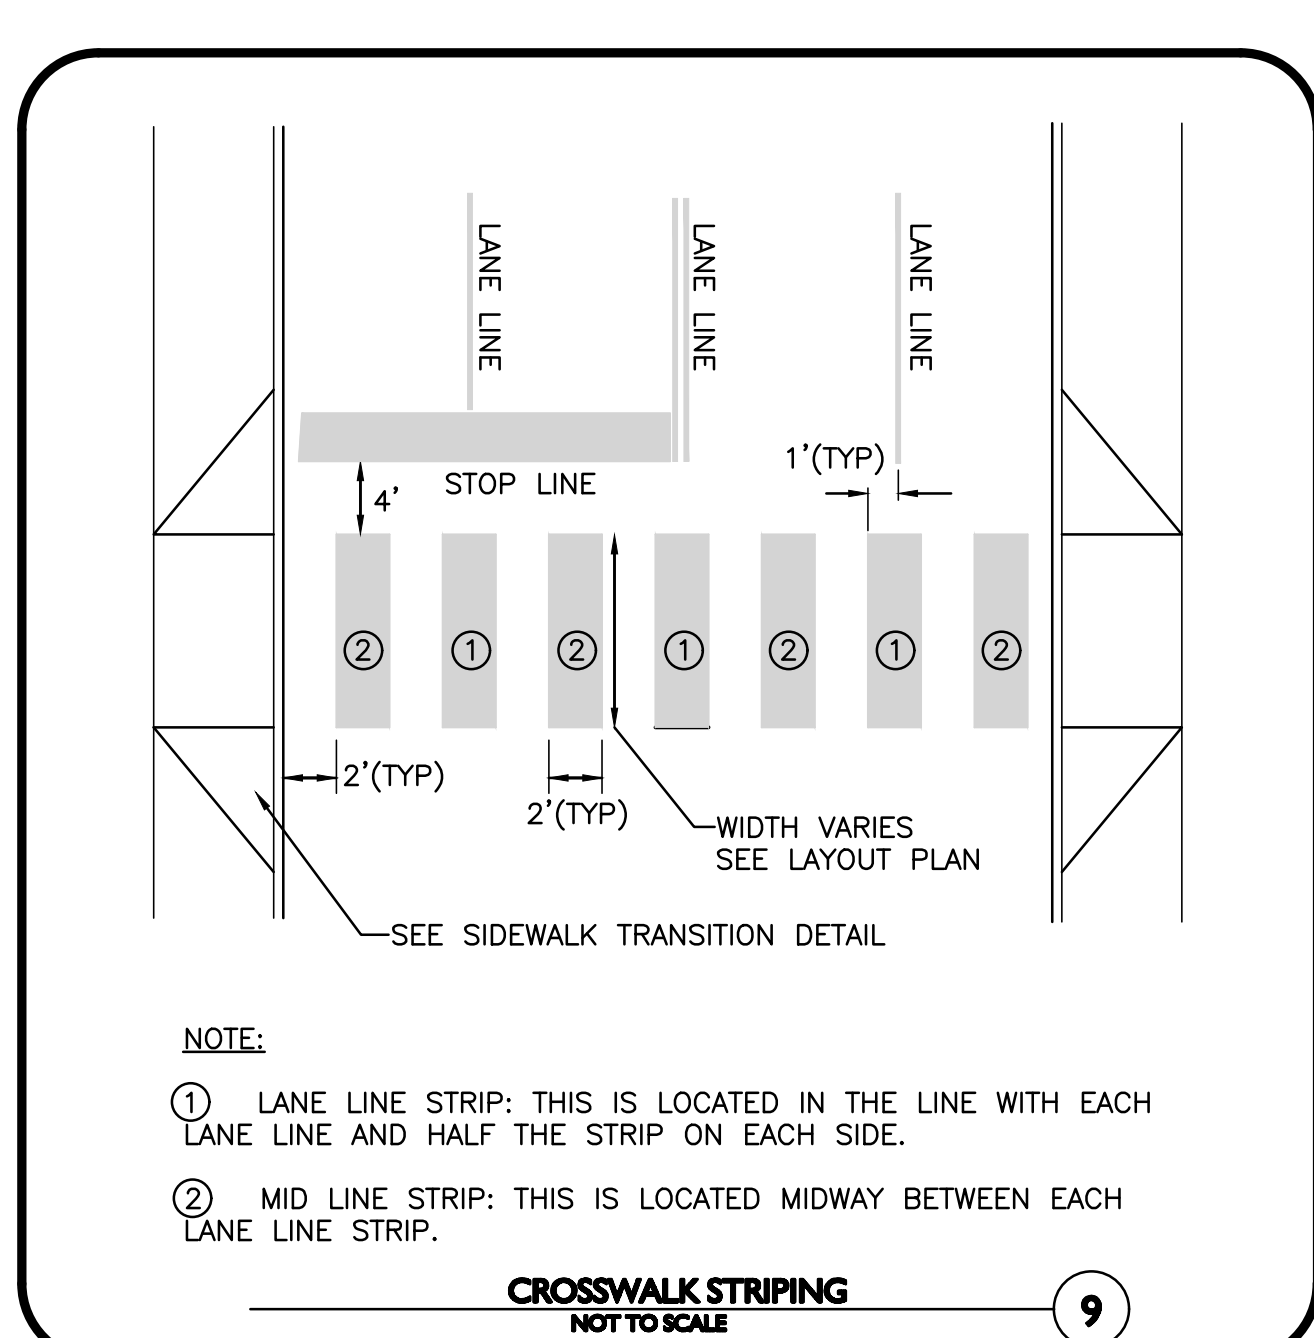 LANE LINE
LANE LINE
LANE LINE
1'(TYP)
STOP LINE
4'
2 1 2 1 2 1 2
2'(TYP)
2'(TYP)
WIDTH VARIES
SEE LAYOUT PLAN
SEE SIDEWALK TRANSITION DETAIL
NOTE:
1 LANE LINE STRIP: THIS IS LOCATED IN THE LINE WITH EACH
LANE LINE AND HALF THE STRIP ON EACH SIDE.
2 MID LINE STRIP: THIS IS LOCATED MIDWAY BETWEEN EACH
LANE LINE STRIP.
CROSSWALK STRIPING
NOT TO SCALE
9